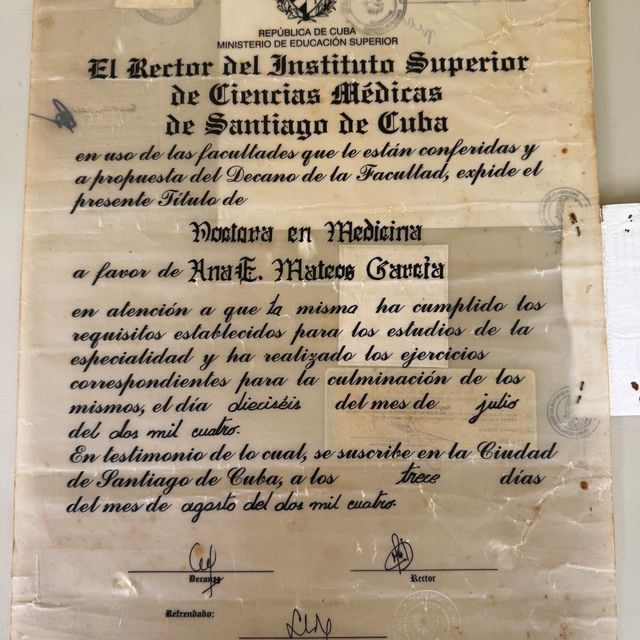 REPÚBLICA DE CUBA
MINISTERIO DE EDUCACIÓN SUPERIOR
El Rector del Instituto Superior
de Ciencias Médicas
de Santiago de Cuba
en uso de las facultades que le están conferidas y
a propuesta del Decano de la Facultad, expide el
presente Título de
Doctora en Medicina
a favor de Ana E. Mateos García
en atención a que la misma ha cumplido los
requisitos establecidos para los estudios de la
especialidad y ha realizado los ejercicios
correspondientes para la culminación de los
mismos, el día dieciséis del mes de julio
del dos mil cuatro.
En testimonio de lo cual, se suscribe en la Ciudad
de Santiago de Cuba, a los trece días
del mes de agosto del dos mil cuatro.
Decano Rector
Refrendado: